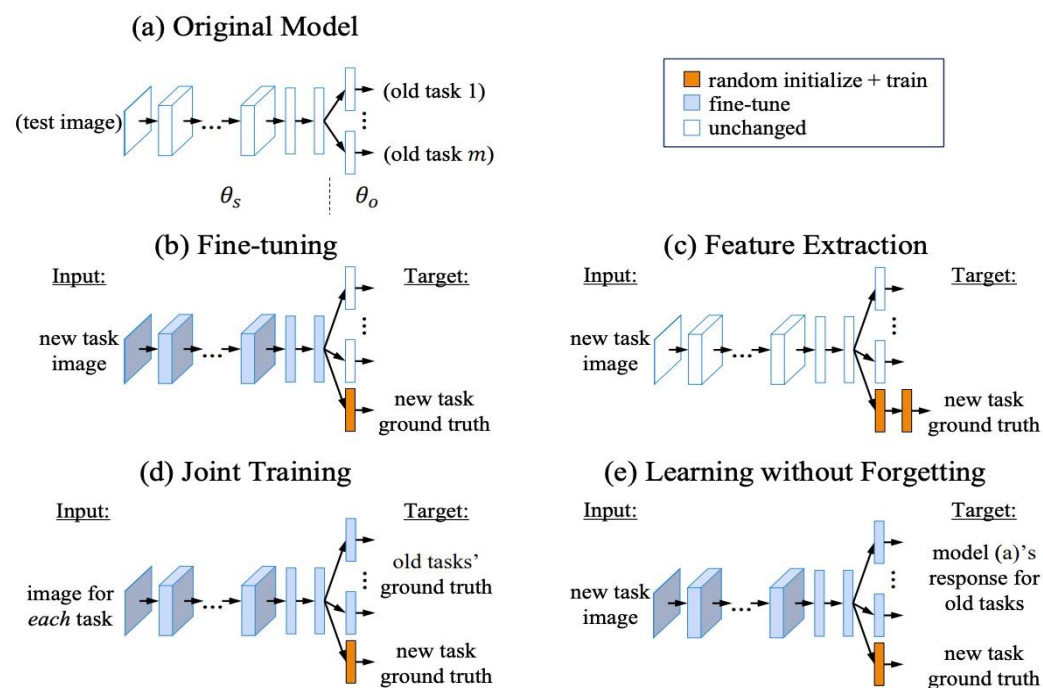 (a) Original Model
(test image)
...
(old task 1)
(old task m)
θs
θo
random initialize + train
fine-tune
unchanged
(b) Fine-tuning
Input:
Target:
new task
image
...
new task
ground truth
(c) Feature Extraction
new task
image
...
new task
ground truth
(d) Joint Training
Input:
Target:
image for
each task
...
old tasks'
ground truth
new task
ground truth
(e) Learning without Forgetting
Input:
Target:
new task
image
...
model (a)'s
response for
old tasks
new task
ground truth